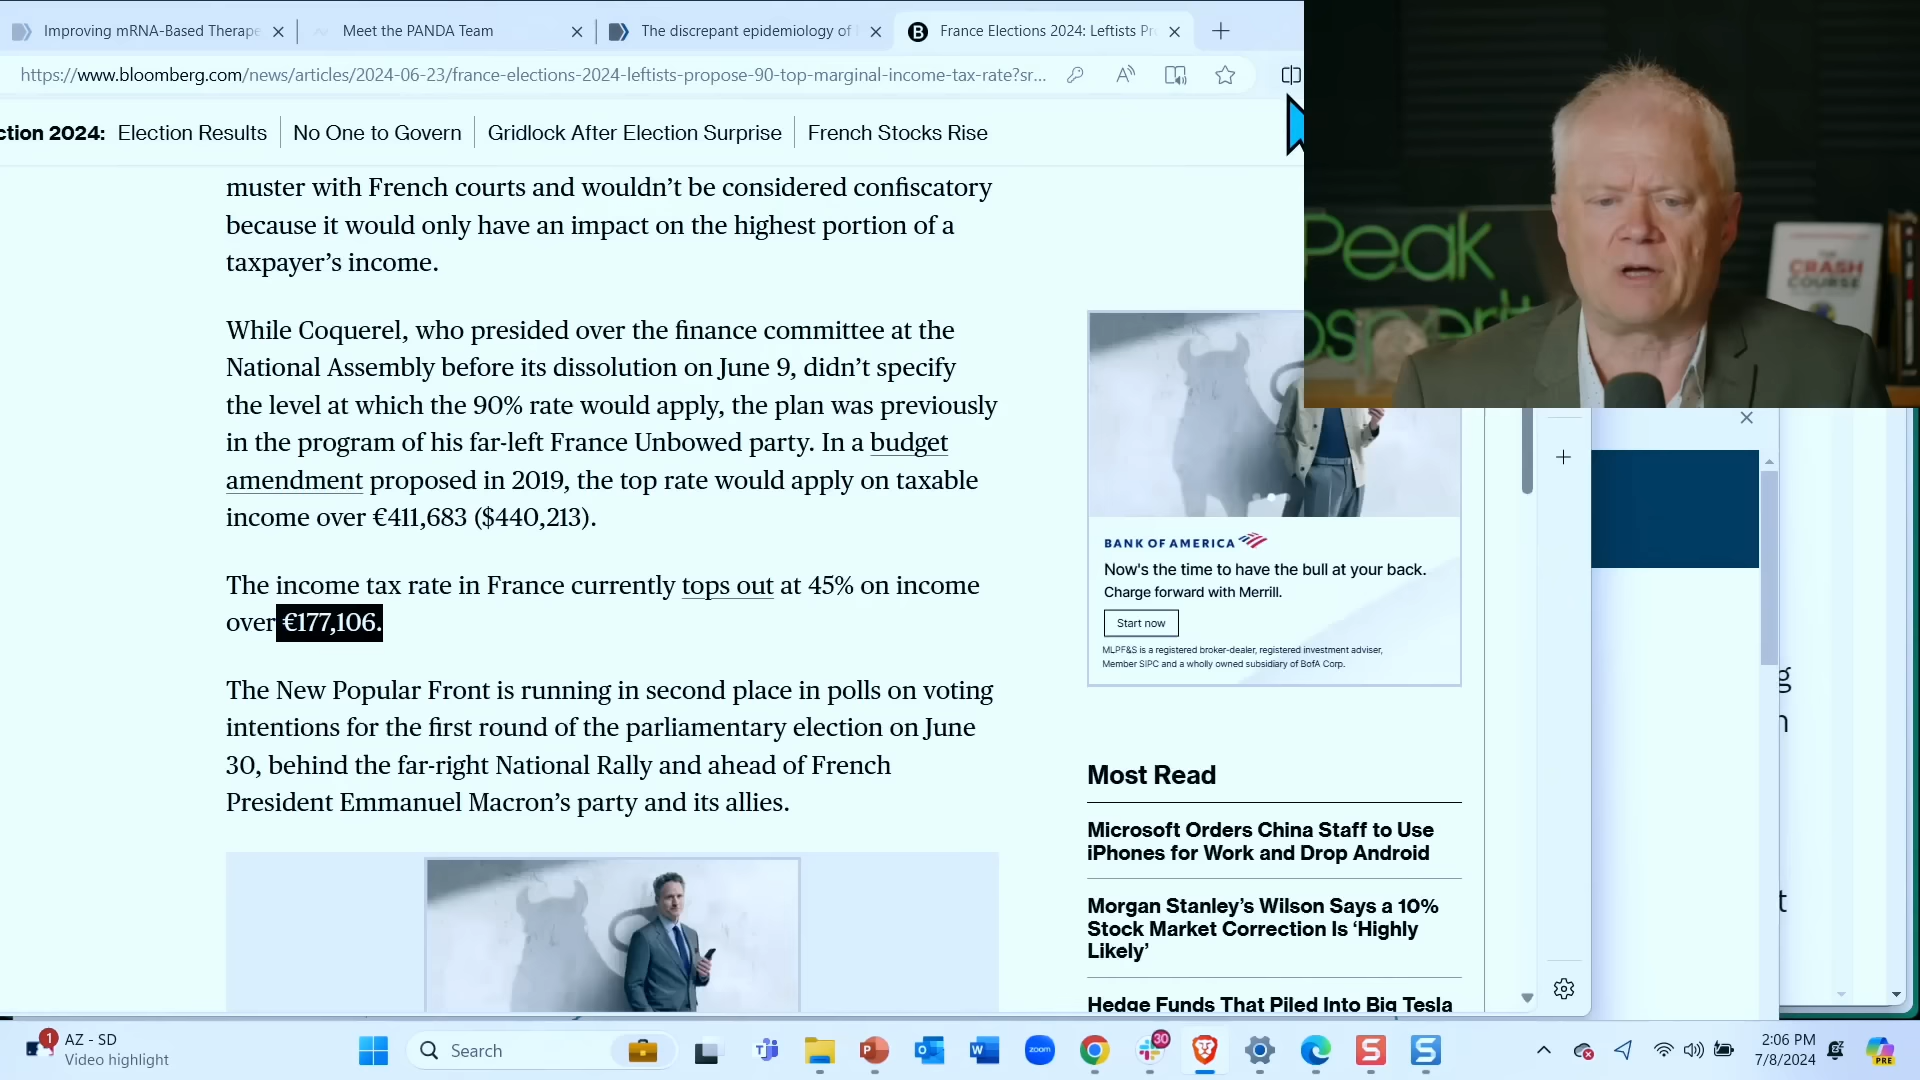 Improving mRNA-Based Therape
Meet the PANDA Team
The discrepant epidemiology of
France Elections 2024: Leftists Pr
https://www.bloomberg.com/news/articles/2024-06-23/france-elections-2024-leftists-propose-90-top-marginal-income-tax-rate?sr...
ction 2024: Election Results No One to Govern Gridlock After Election Surprise French Stocks Rise
muster with French courts and wouldn't be considered confiscatory
because it would only have an impact on the highest portion of a
taxpayer's income.
While Coquerel, who presided over the finance committee at the
National Assembly before its dissolution on June 9, didn't specify
the level at which the 90% rate would apply, the plan was previously
in the program of his far-left France Unbowed party. In a budget
amendment proposed in 2019, the top rate would apply on taxable
income over €411,683 ($440,213).
The income tax rate in France currently tops out at 45% on income
over €177,106.
The New Popular Front is running in second place in polls on voting
intentions for the first round of the parliamentary election on June
30, behind the far-right National Rally and ahead of French
President Emmanuel Macron's party and its allies.
Peak
THE
CRASH
COURSE
BANK OF AMERICA
Now's the time to have the bull at your back.
Charge forward with Merrill.
Start now
MLPF&S is a registered broker-dealer, registered investment adviser,
Member SIPC and a wholly owned subsidiary of BofA Corp.
Most Read
Microsoft Orders China Staff to Use
iPhones for Work and Drop Android
Morgan Stanley's Wilson Says a 10%
Stock Market Correction Is 'Highly
Likely'
Hedge Funds That Piled Into Big Tesla
g
n
t
1
AZ - SD
Video highlight
Search
zoom
30
2:06 PM
7/8/2024
PRE